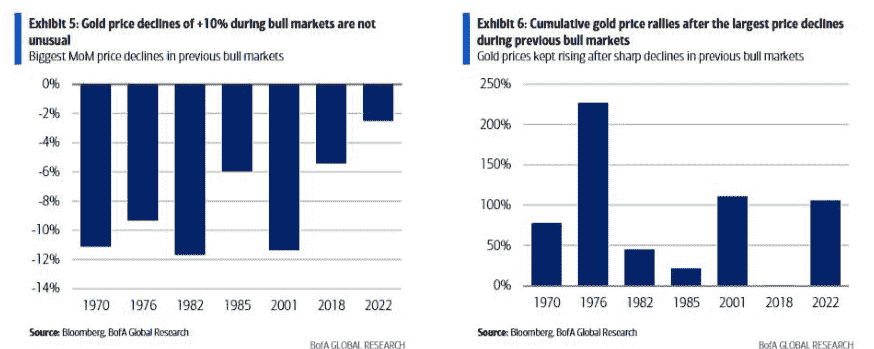 Exhibit 5: Gold price declines of +10% during bull markets are not
unusual
Biggest MoM price declines in previous bull markets
0%
-2%
-4%
-6%
-8%
-10%
-12%
-14%
1970 1976 1982 1985 2001 2018 2022
Source: Bloomberg, BofA Global Research
BofA GLOBAL RESEARCH
Exhibit 6: Cumulative gold price rallies after the largest price declines
during previous bull markets
Gold prices kept rising after sharp declines in previous bull markets
250%
200%
150%
100%
50%
0%
1970 1976 1982 1985 2001 2018 2022
Source: Bloomberg, BofA Global Research
BofA GLOBAL RESEARCH